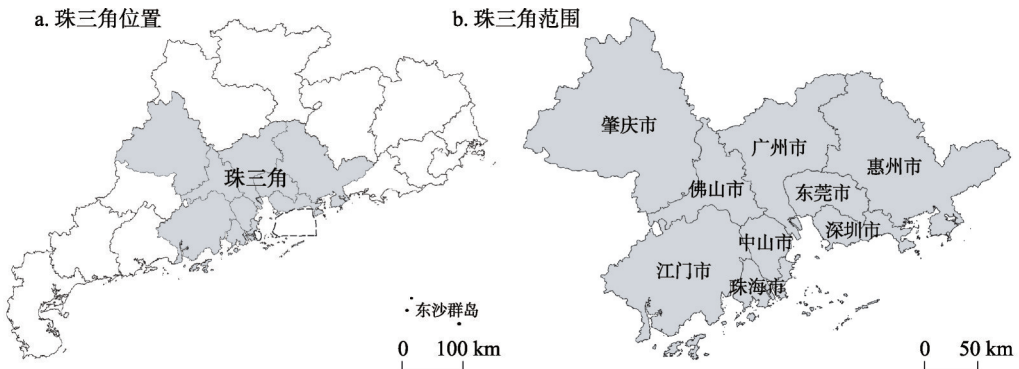 a. 珠三角位置
珠三角
东沙群岛
0 100 km
b. 珠三角范围
肇庆市
广州市
惠州市
佛山市
东莞市
深圳市
中山市
江门市
珠海市
0 50 km